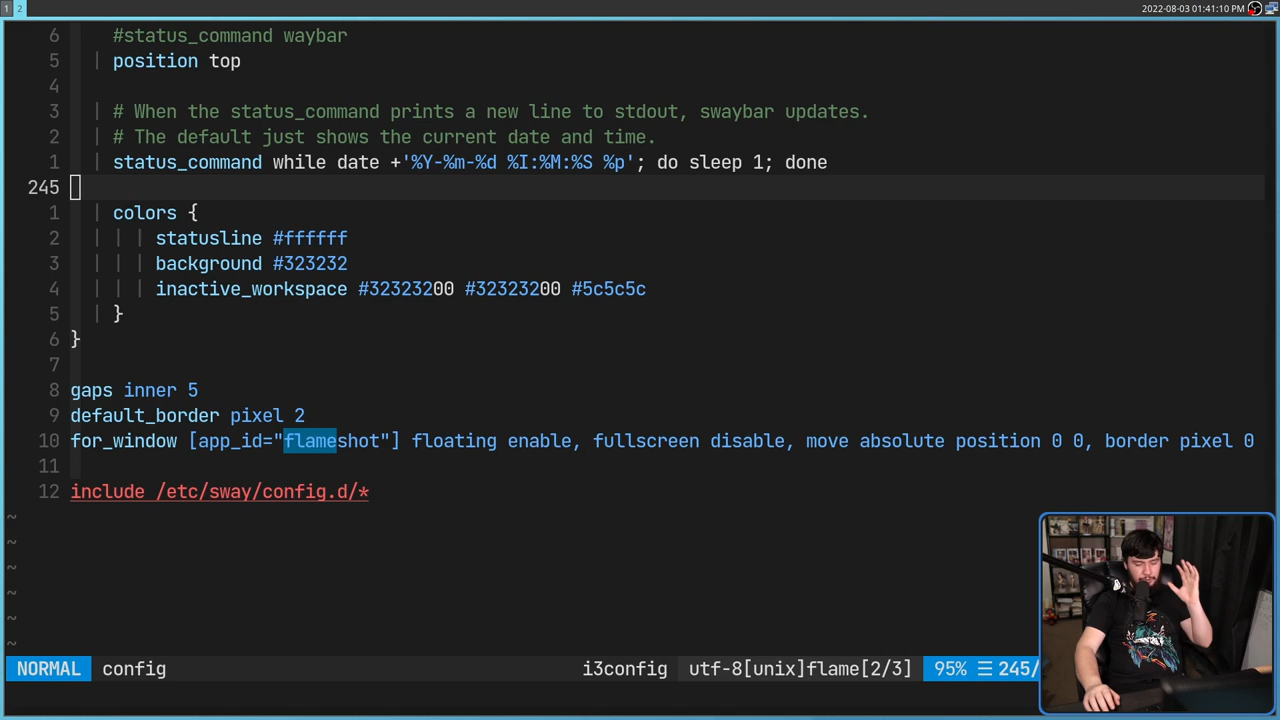 1 2 2022-08-03 01:41:10 PM
6 #status_command waybar
5 | position top
4
3 | # When the status_command prints a new line to stdout, swaybar updates.
2 | # The default just shows the current date and time.
1 | status_command while date +'%Y-%m-%d %I:%M:%S %p'; do sleep 1; done
245
1 | colors {
2 | | | statusline #ffffff
3 | | | background #323232
4 | | | inactive_workspace #32323200 #32323200 #5c5c5c
5 | }
6 }
7
8 gaps inner 5
9 default_border pixel 2
10 for_window [app_id="flameshot"] floating enable, fullscreen disable, move absolute position 0 0, border pixel 0
11
12 include /etc/sway/config.d/*
~
~
~
~
~
~
NORMAL config i3config utf-8[unix]flame[2/3] 95% ☰ 245/